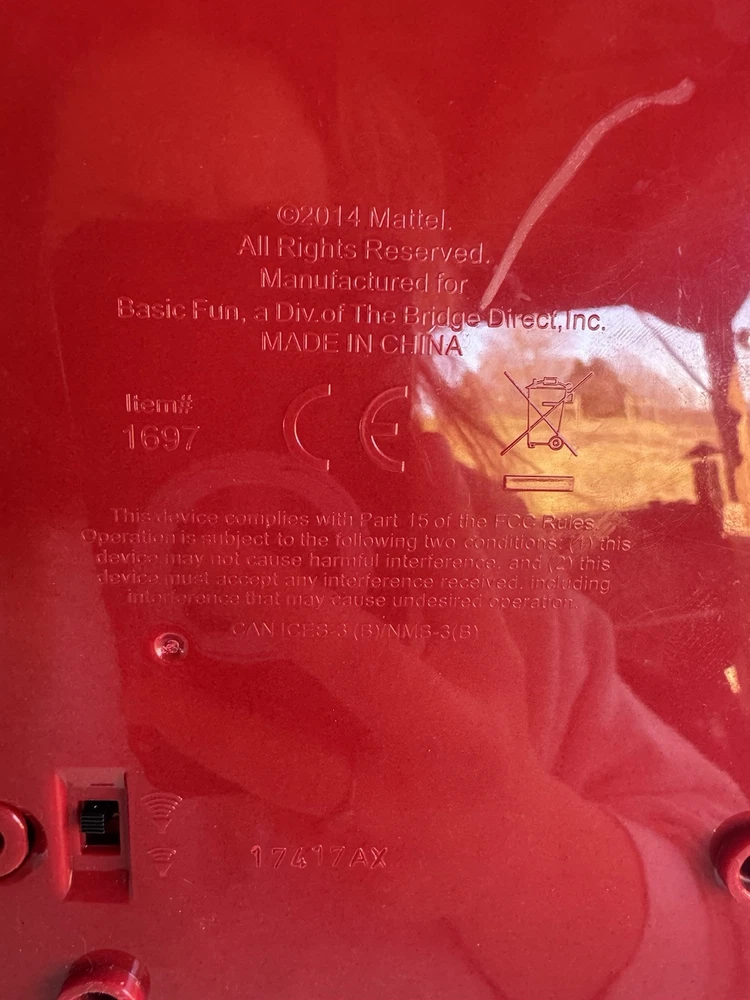 ©2014 Mattel.
All Rights Reserved.
Manufactured for
Basic Fun, a Div.of The Bridge Direct,Inc.
MADE IN CHINA
Item#
1697
CE
This device complies with Part 15 of the FCC Rules.
Operation is subject to the following two conditions: (1) this
device may not cause harmful interference, and (2) this
device must accept any interference received, including
interference that may cause undesired operation.
CAN ICES-3 (B)/NMB-3(B)
17417AX